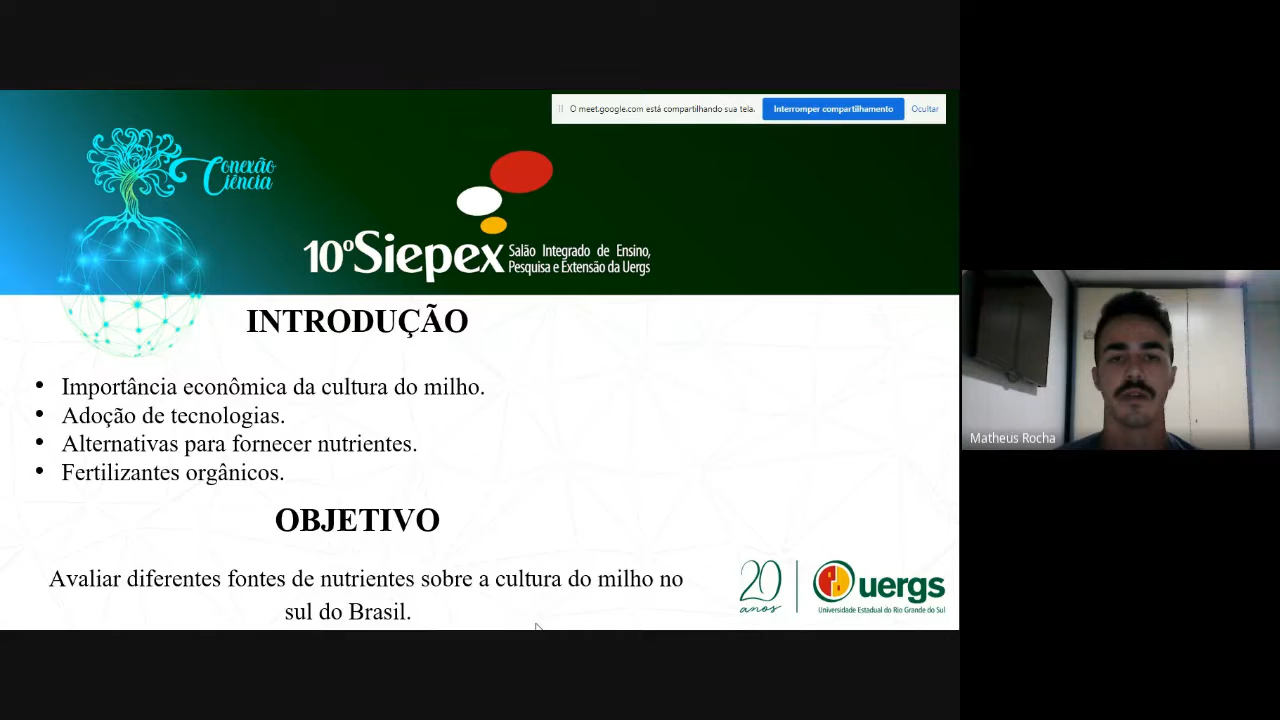 O meet.google.com está compartilhando sua tela.
Interromper compartilhamento
Ocultar
Conexão
Ciência
10º Siepex
Salão Integrado de Ensino,
Pesquisa e Extensão da Uergs
INTRODUÇÃO
• Importância econômica da cultura do milho.
• Adoção de tecnologias.
• Alternativas para fornecer nutrientes.
• Fertilizantes orgânicos.
OBJETIVO
Avaliar diferentes fontes de nutrientes sobre a cultura do milho no
sul do Brasil.
20
anos
uergs
Universidade Estadual do Rio Grande do Sul
Matheus Rocha